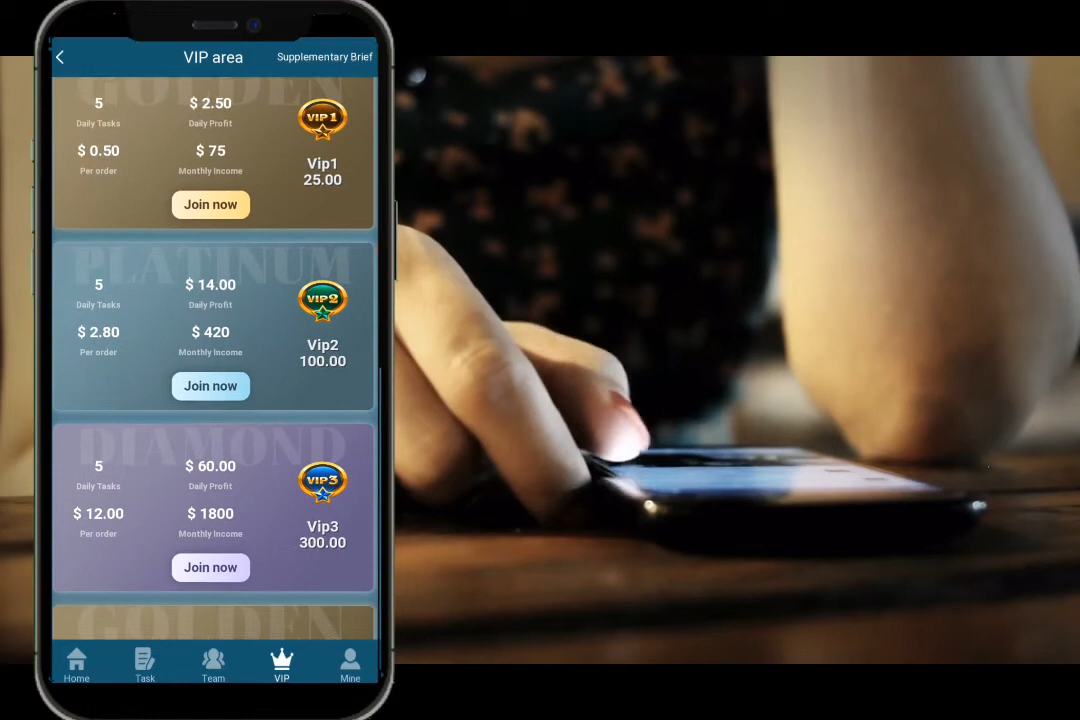 VIP area
Supplementary Brief
GOLDEN
5
$ 2.50
Daily Tasks
Daily Profit
VIP 1
$ 0.50
$ 75
Per order
Monthly Income
Vip1
25.00
Join now
PLATINUM
5
$ 14.00
Daily Tasks
Daily Profit
VIP2
$ 2.80
$ 420
Per order
Monthly Income
Vip2
100.00
Join now
DIAMOND
5
$ 60.00
Daily Tasks
Daily Profit
VIP3
$ 12.00
$ 1800
Per order
Monthly Income
Vip3
300.00
Join now
GOLDEN
Home
Task
Team
VIP
Mine